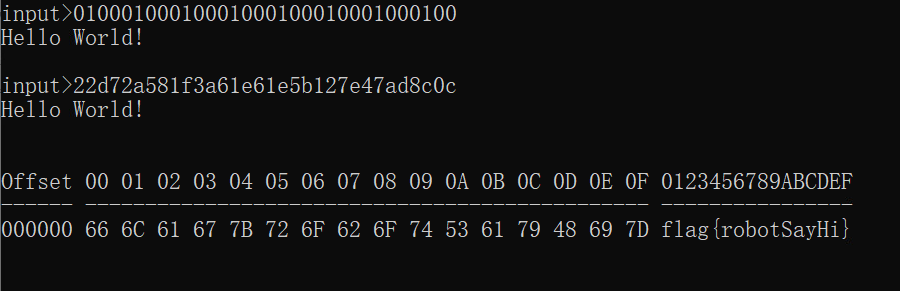 input>01000100010001000100010001000100
Hello World!
input>22d72a581f3a61e61e5b127e47ad8c0c
Hello World!
Offset 00 01 02 03 04 05 06 07 08 09 0A 0B 0C 0D 0E 0F 0123456789ABCDEF
------ ----------------------------------------------- ----------------
000000 66 6C 61 67 7B 72 6F 62 6F 74 53 61 79 48 69 7D flag{robotSayHi}